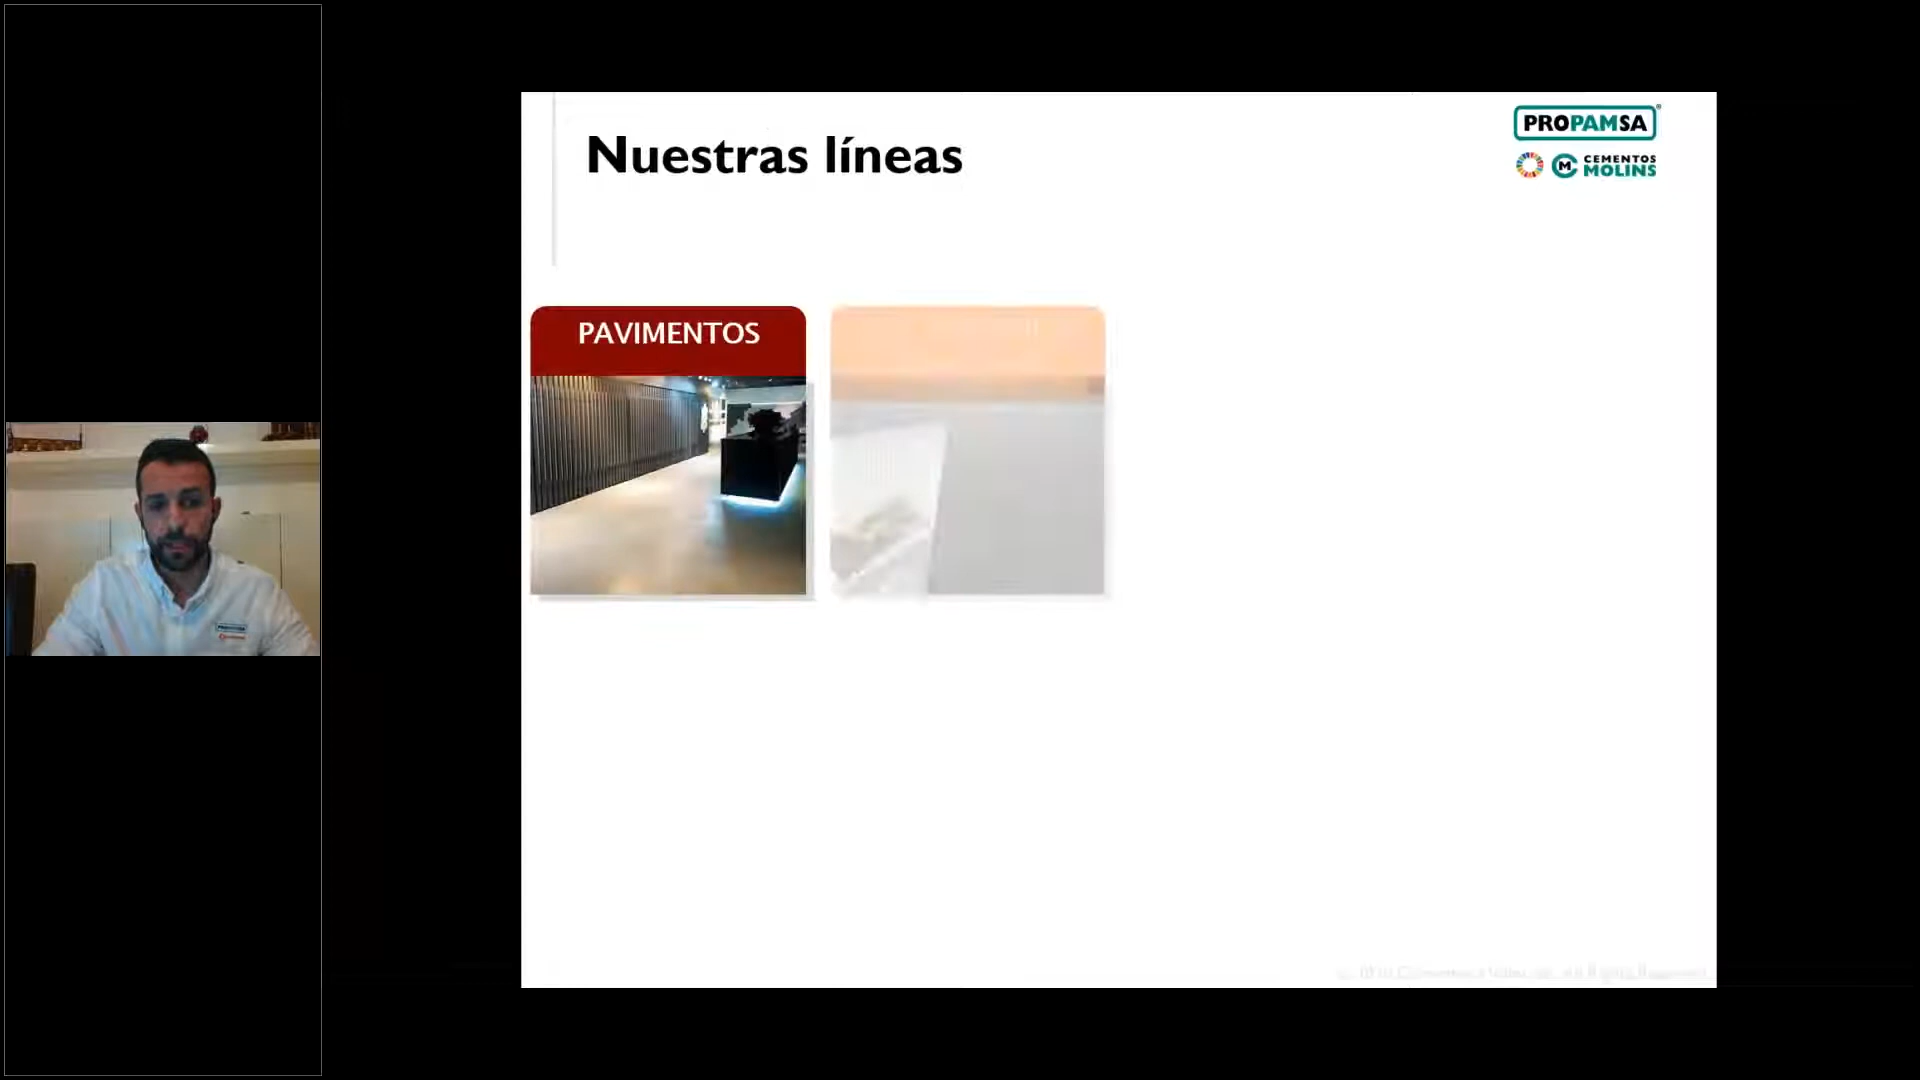 Nuestras líneas
PROPAMSA
CEMENTOS
MOLINS
PAVIMENTOS